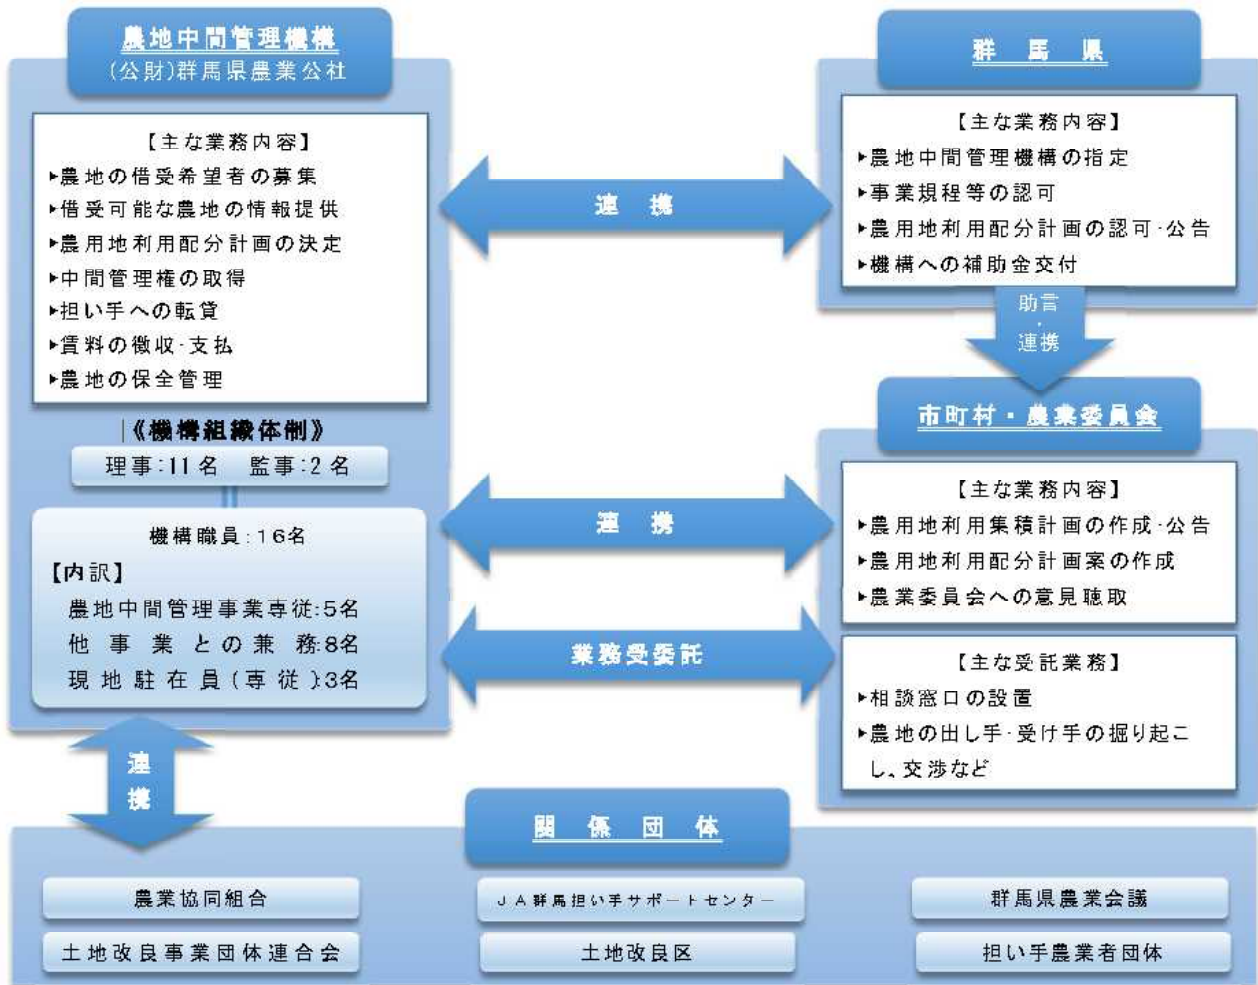 農地中間管理機構
(公財)群馬県農業公社
【主な業務内容】
▸農地の借受希望者の募集
▸借受可能な農地の情報提供
▸農用地利用配分計画の決定
▸中間管理権の取得
▸担い手への転貸
▸賃料の徴収・支払
▸農地の保全管理
《機構組織体制》
理事:11名 監事:2名
機構職員:16名
【内訳】
農地中間管理事業専従:5名
他事業との兼務:8名
現地駐在員(専従):3名
連携
連携
業務受委託
群馬県
【主な業務内容】
▸農地中間管理機構の指定
▸事業規程等の認可
▸農用地利用配分計画の認可・公告
▸機構への補助金交付
助言
・
連携
市町村・農業委員会
【主な業務内容】
▸農用地利用集積計画の作成・公告
▸農用地利用配分計画案の作成
▸農業委員会への意見聴取
【主な受託業務】
▸相談窓口の設置
▸農地の出し手・受け手の掘り起こ
し、交渉など
連
携
関係団体
農業協同組合
JA群馬担い手サポートセンター
群馬県農業会議
土地改良事業団体連合会
土地改良区
担い手農業者団体